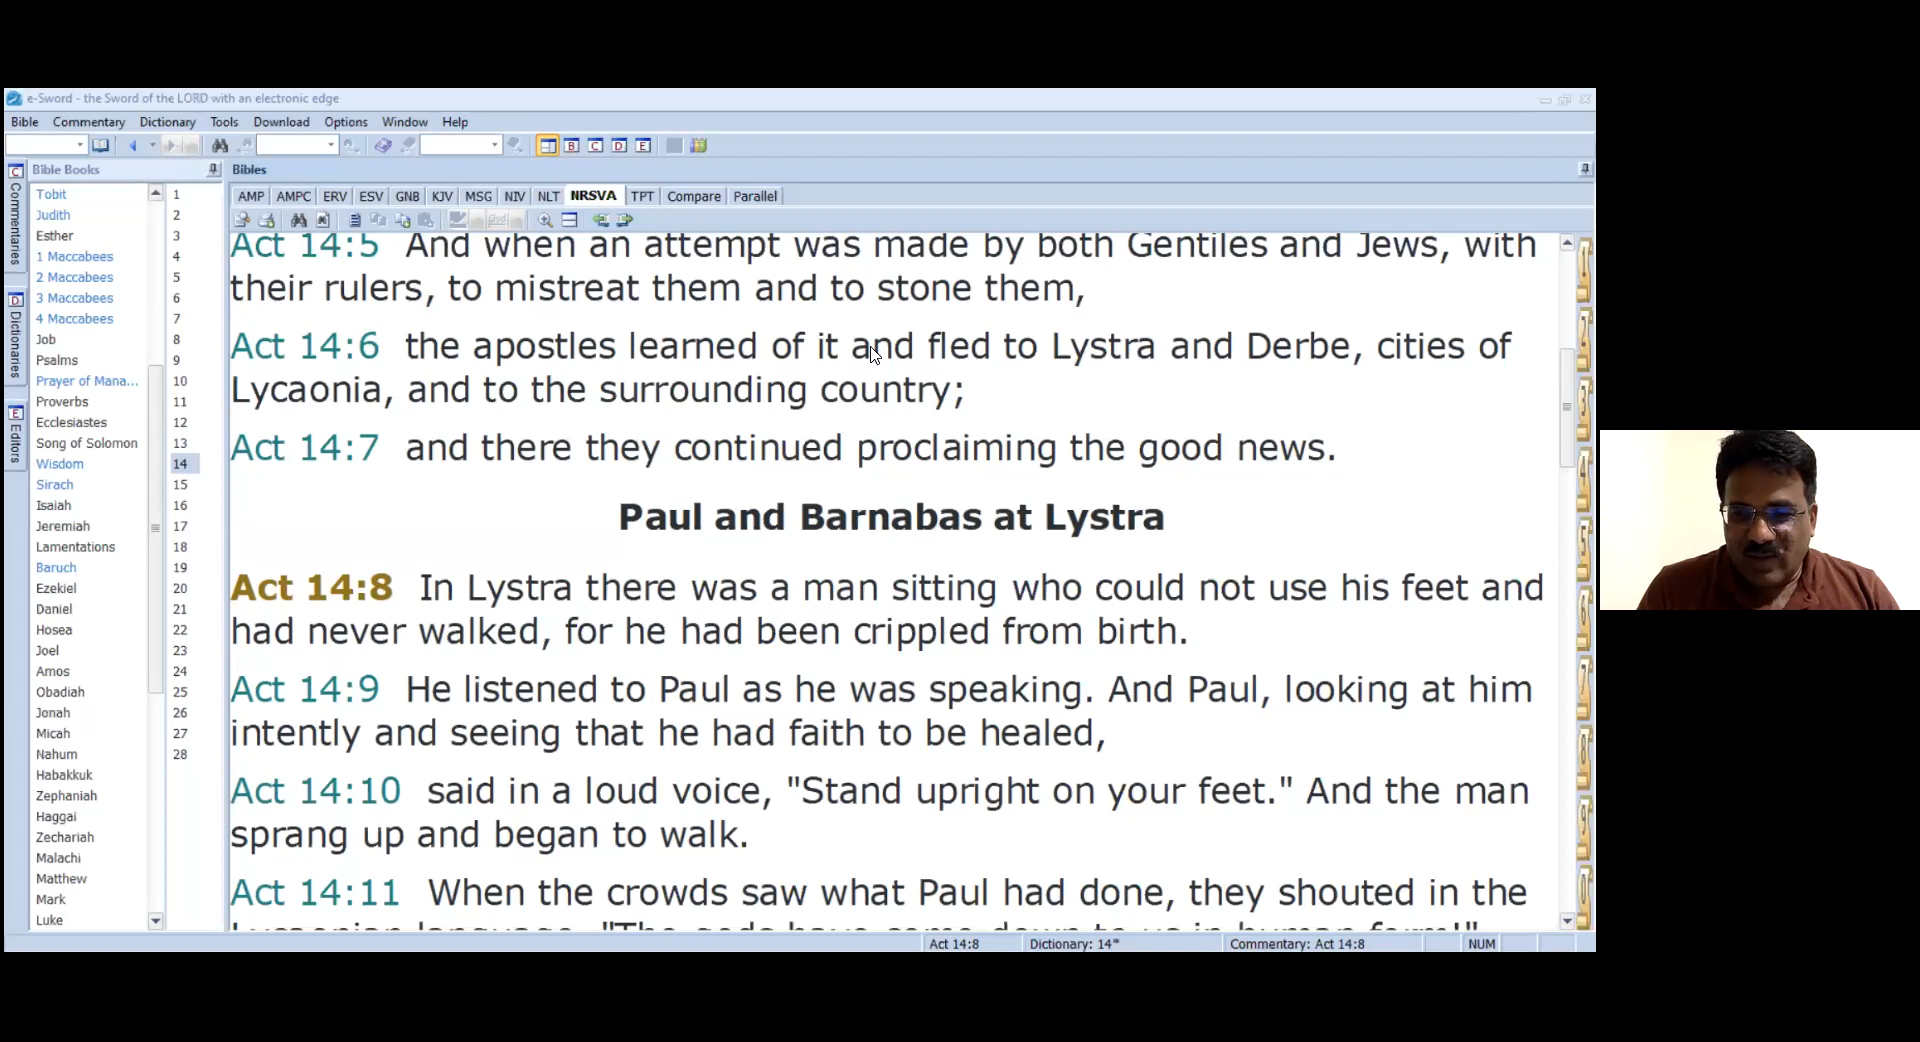 e-Sword - the Sword of the LORD with an electronic edge
Bible Commentary Dictionary Tools Download Options Window Help
B C D E
Bible Books
Bibles
C Commentaries
D Dictionaries
E Editors
AMP AMPC ERV ESV GNB KJV MSG NIV NLT NRSVA TPT Compare Parallel
Tobit
Judith
Esther
1 Maccabees
2 Maccabees
3 Maccabees
4 Maccabees
Job
Psalms
Prayer of Mana...
Proverbs
Ecclesiastes
Song of Solomon
Wisdom
Sirach
Isaiah
Jeremiah
Lamentations
Baruch
Ezekiel
Daniel
Hosea
Joel
Amos
Obadiah
Jonah
Micah
Nahum
Habakkuk
Zephaniah
Haggai
Zechariah
Malachi
Matthew
Mark
Luke
1
2
3
4
5
6
7
8
9
10
11
12
13
14
15
16
17
18
19
20
21
22
23
24
25
26
27
28
Act 14:5 And when an attempt was made by both Gentiles and Jews, with
their rulers, to mistreat them and to stone them,
Act 14:6 the apostles learned of it and fled to Lystra and Derbe, cities of
Lycaonia, and to the surrounding country;
Act 14:7 and there they continued proclaiming the good news.
Paul and Barnabas at Lystra
Act 14:8 In Lystra there was a man sitting who could not use his feet and
had never walked, for he had been crippled from birth.
Act 14:9 He listened to Paul as he was speaking. And Paul, looking at him
intently and seeing that he had faith to be healed,
Act 14:10 said in a loud voice, "Stand upright on your feet." And the man
sprang up and began to walk.
Act 14:11 When the crowds saw what Paul had done, they shouted in the
Lycaonian language, "The gods have come down to us in human form!"
Act 14:8 Dictionary: 14* Commentary: Act 14:8 NUM